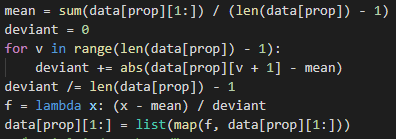 mean = sum(data[prop][1:]) / (len(data[prop]) - 1)
deviant = 0
for v in range(len(data[prop]) - 1):
    deviant += abs(data[prop][v + 1] - mean)
deviant /= len(data[prop]) - 1
f = lambda x: (x - mean) / deviant
data[prop][1:] = list(map(f, data[prop][1:]))